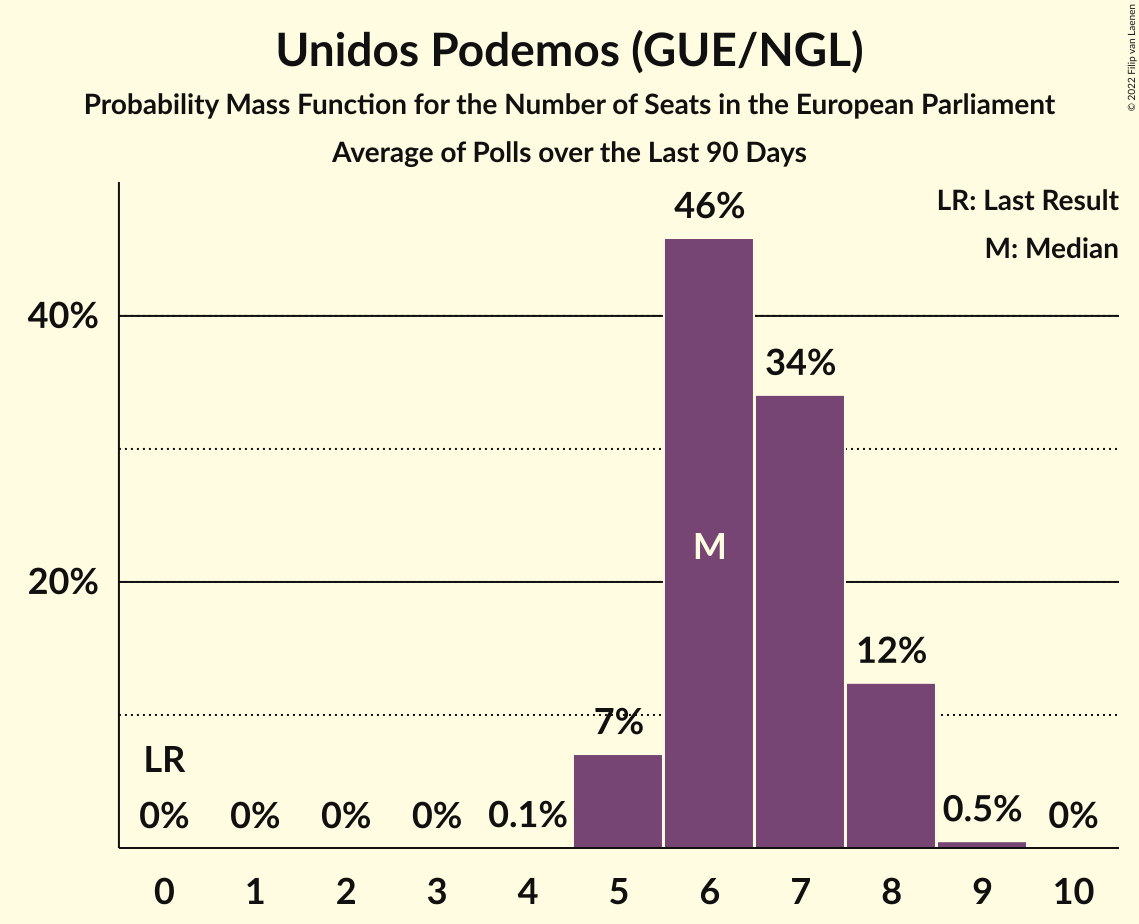 Unidos Podemos (GUE/NGL)
Probability Mass Function for the Number of Seats in the European Parliament
Average of Polls over the Last 90 Days
© 2022 Filip van Laenen
LR: Last Result
M: Median
46%
40%
34%
M
20%
12%
7%
LR
0% 0% 0% 0% 0.1% 0.5% 0%
0 1 2 3 4 5 6 7 8 9 10